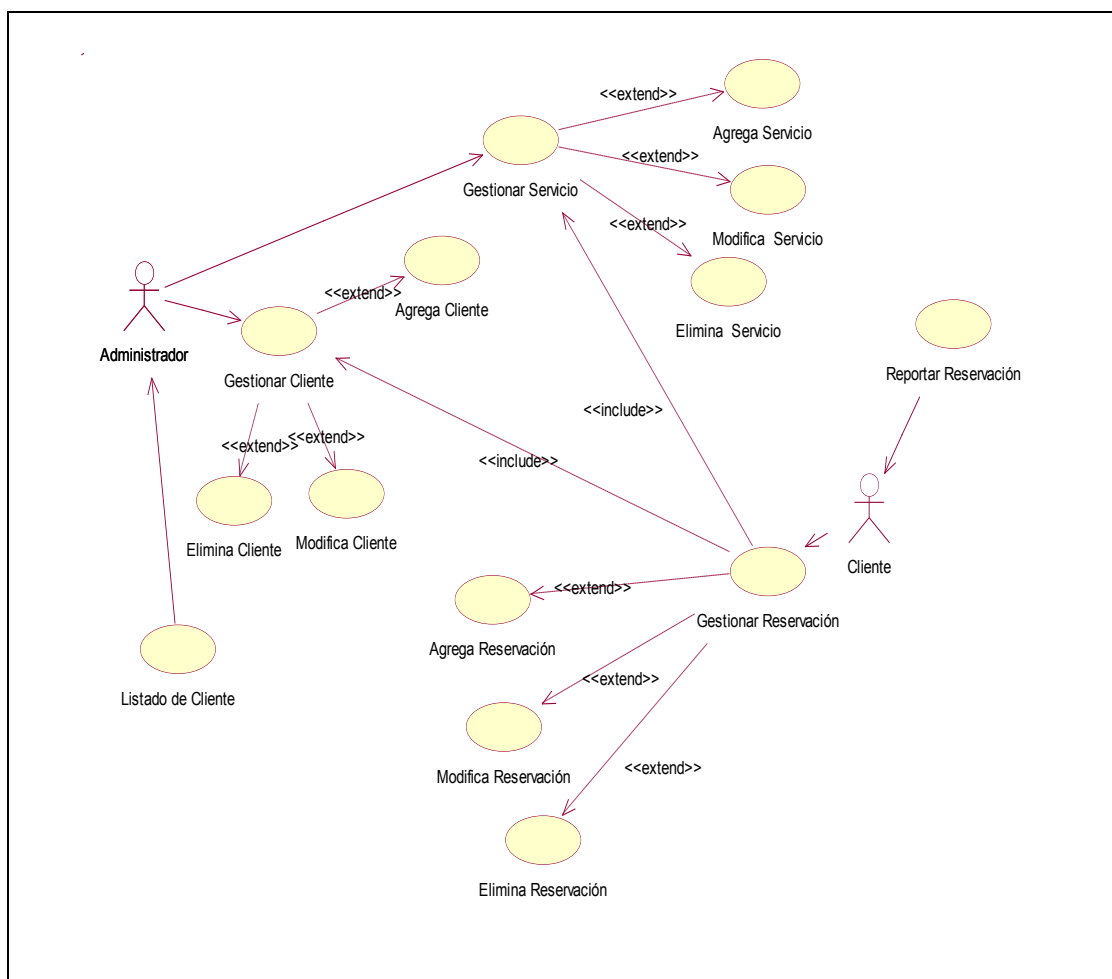 <<extend>>
Agrega Servicio
<<extend>>
Gestionar Servicio
Modifica  Servicio
<<extend>>
<<extend>>
Agrega Cliente
Elimina  Servicio
Administrador
Gestionar Cliente
Reportar Reservación
<<include>>
<<extend>>
<<extend>>
<<include>>
Elimina Cliente
Modifica Cliente
Cliente
<<extend>>
Gestionar Reservación
Agrega Reservación
<<extend>>
Listado de Cliente
Modifica Reservación
<<extend>>
Elimina Reservación